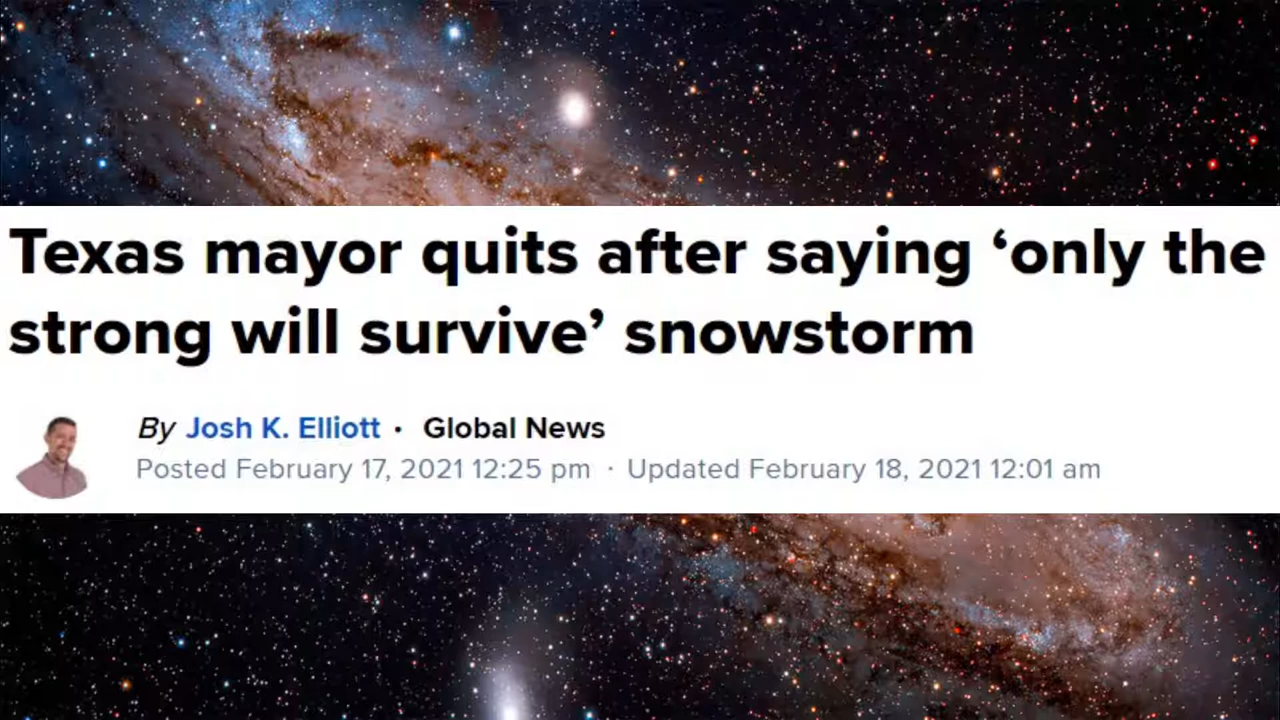 Texas mayor quits after saying ‘only the
strong will survive’ snowstorm
By Josh K. Elliott · Global News
Posted February 17, 2021 12:25 pm · Updated February 18, 2021 12:01 am